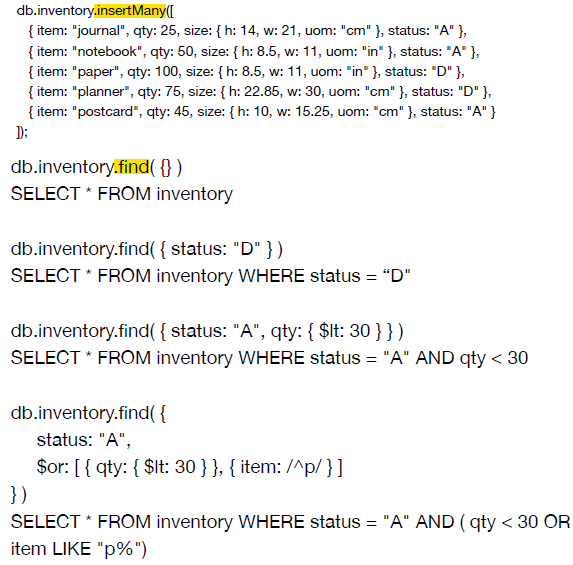 db.inventory.insertMany([
{ item: "journal", qty: 25, size: { h: 14, w: 21, uom: "cm" }, status: "A" },
{ item: "notebook", qty: 50, size: { h: 8.5, w: 11, uom: "in" }, status: "A" },
{ item: "paper", qty: 100, size: { h: 8.5, w: 11, uom: "in" }, status: "D" },
{ item: "planner", qty: 75, size: { h: 22.85, w: 30, uom: "cm" }, status: "D" },
{ item: "postcard", qty: 45, size: { h: 10, w: 15.25, uom: "cm" }, status: "A" }
]);
db.inventory.find( {} )
SELECT * FROM inventory
db.inventory.find( { status: "D" } )
SELECT * FROM inventory WHERE status = “D"
db.inventory.find( { status: "A", qty: { $lt: 30 } } )
SELECT * FROM inventory WHERE status = "A" AND qty < 30
db.inventory.find( {
status: "A",
$or: [ { qty: { $lt: 30 } }, { item: /^p/ } ]
} )
SELECT * FROM inventory WHERE status = "A" AND ( qty < 30 OR
item LIKE "p%")